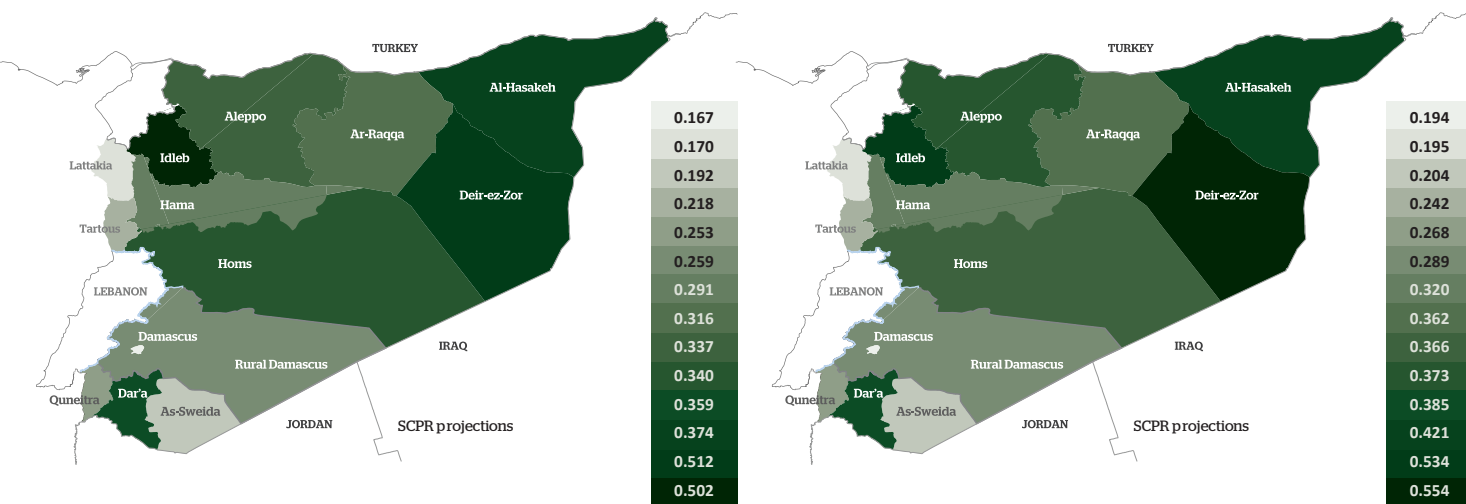 TURKEY
Al-Hasakeh
Aleppo
Ar-Raqqa
Idleb
Lattakia
Deir-ez-Zor
Hama
Tartous
Homs
LEBANON
Damascus
IRAQ
Rural Damascus
Dar'a
Quneitra
As-Sweida
JORDAN
SCPR projections
0.167
0.170
0.192
0.218
0.253
0.259
0.291
0.316
0.337
0.340
0.359
0.374
0.512
0.502
TURKEY
Al-Hasakeh
Aleppo
Ar-Raqqa
Idleb
Lattakia
Deir-ez-Zor
Hama
Tartous
Homs
LEBANON
Damascus
IRAQ
Rural Damascus
Dar'a
Quneitra
As-Sweida
JORDAN
SCPR projections
0.194
0.195
0.204
0.242
0.268
0.289
0.320
0.362
0.366
0.373
0.385
0.421
0.534
0.554